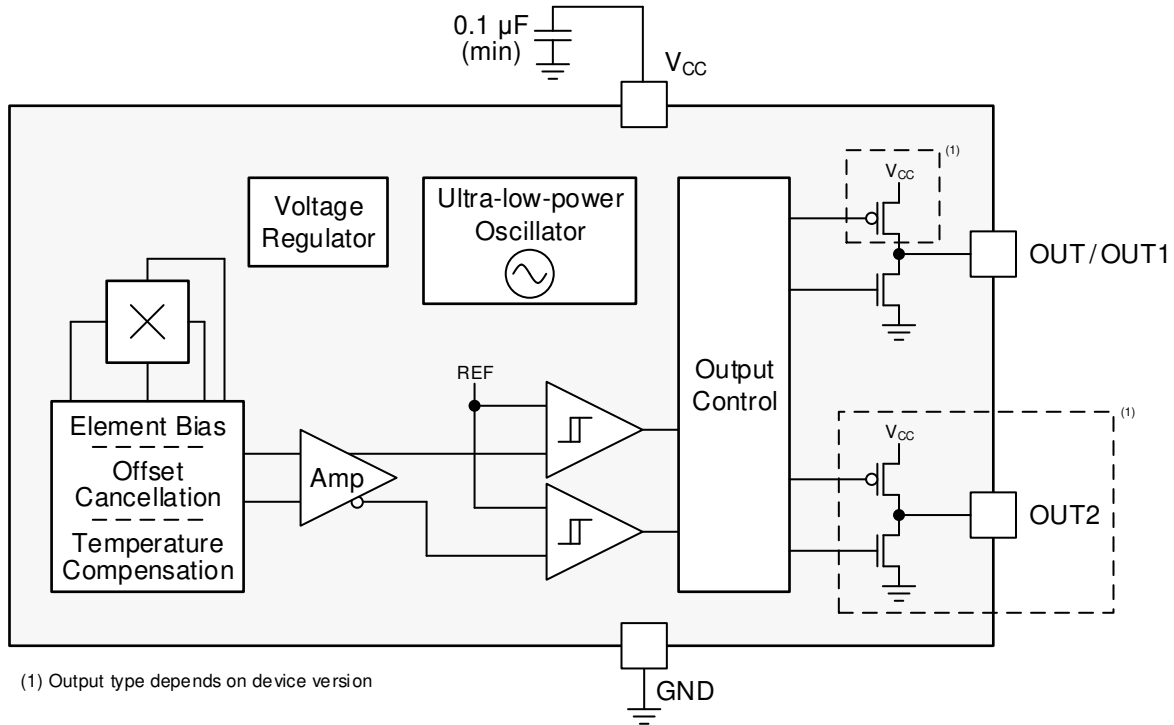 0.1 µF
(min)
VCC
Voltage
Regulator
Ultra-low-power
Oscillator
(1)
VCC
OUT/OUT1
Element Bias
Offset
Cancellation
Temperature
Compensation
Amp
REF
Output
Control
(1)
VCC
OUT2
GND
(1) Output type depends on device version